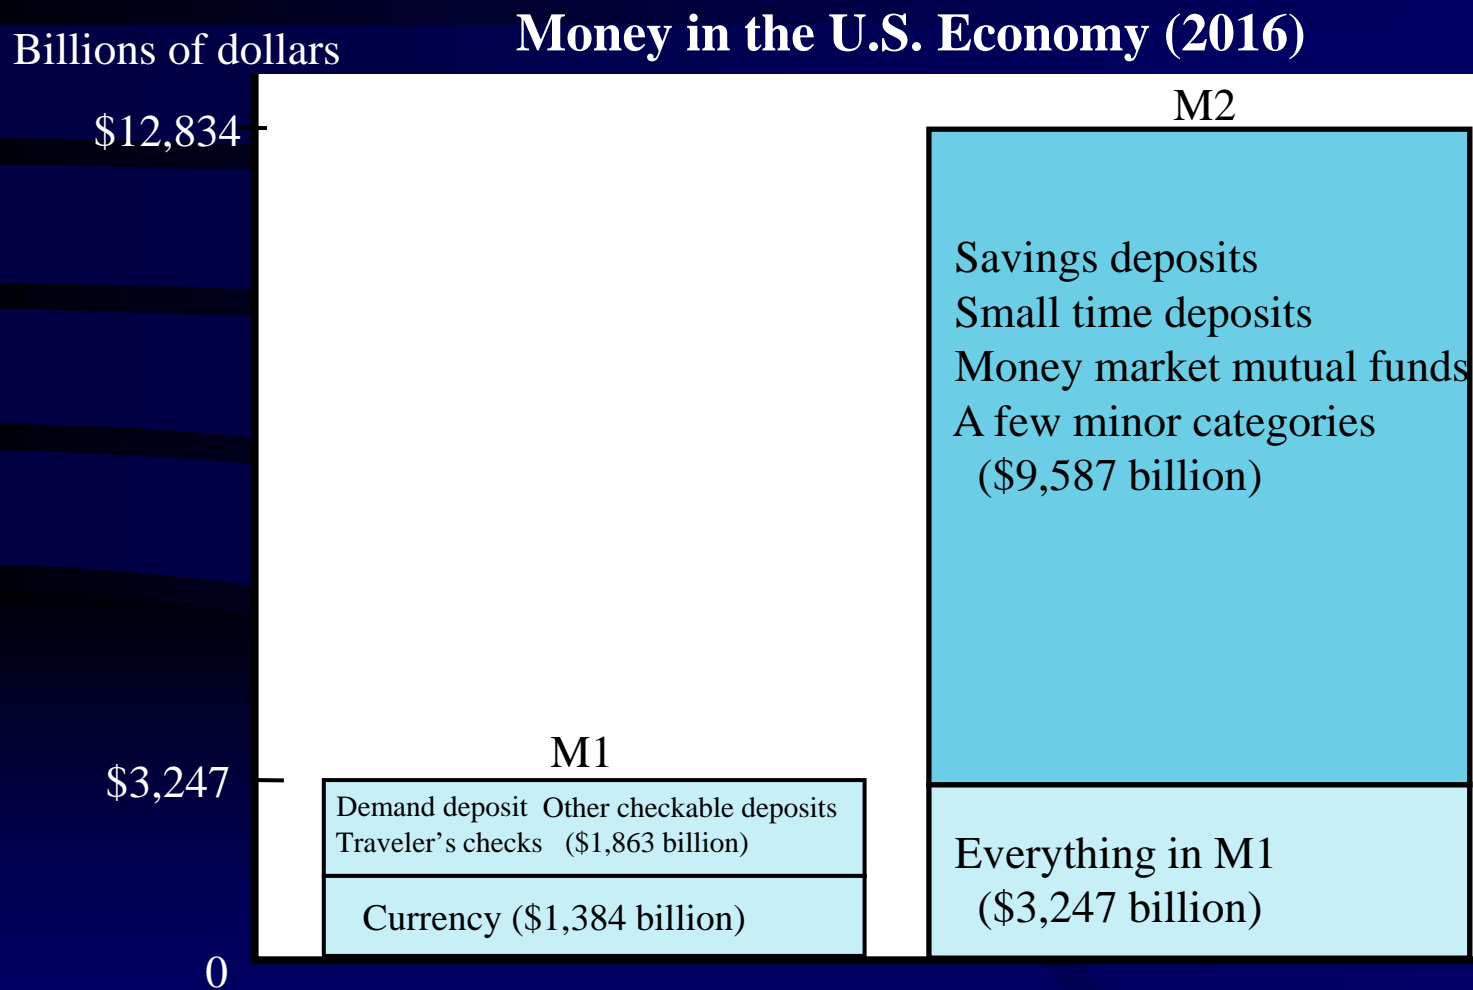 Money in the U.S. Economy (2016)
Billions of dollars
M2
$12,834
Savings deposits
Small time deposits
Money market mutual funds
A few minor categories
($9,587 billion)
M1
$3,247
Demand deposit Other checkable deposits
Traveler’s checks ($1,863 billion)
Currency ($1,384 billion)
Everything in M1
($3,247 billion)
0